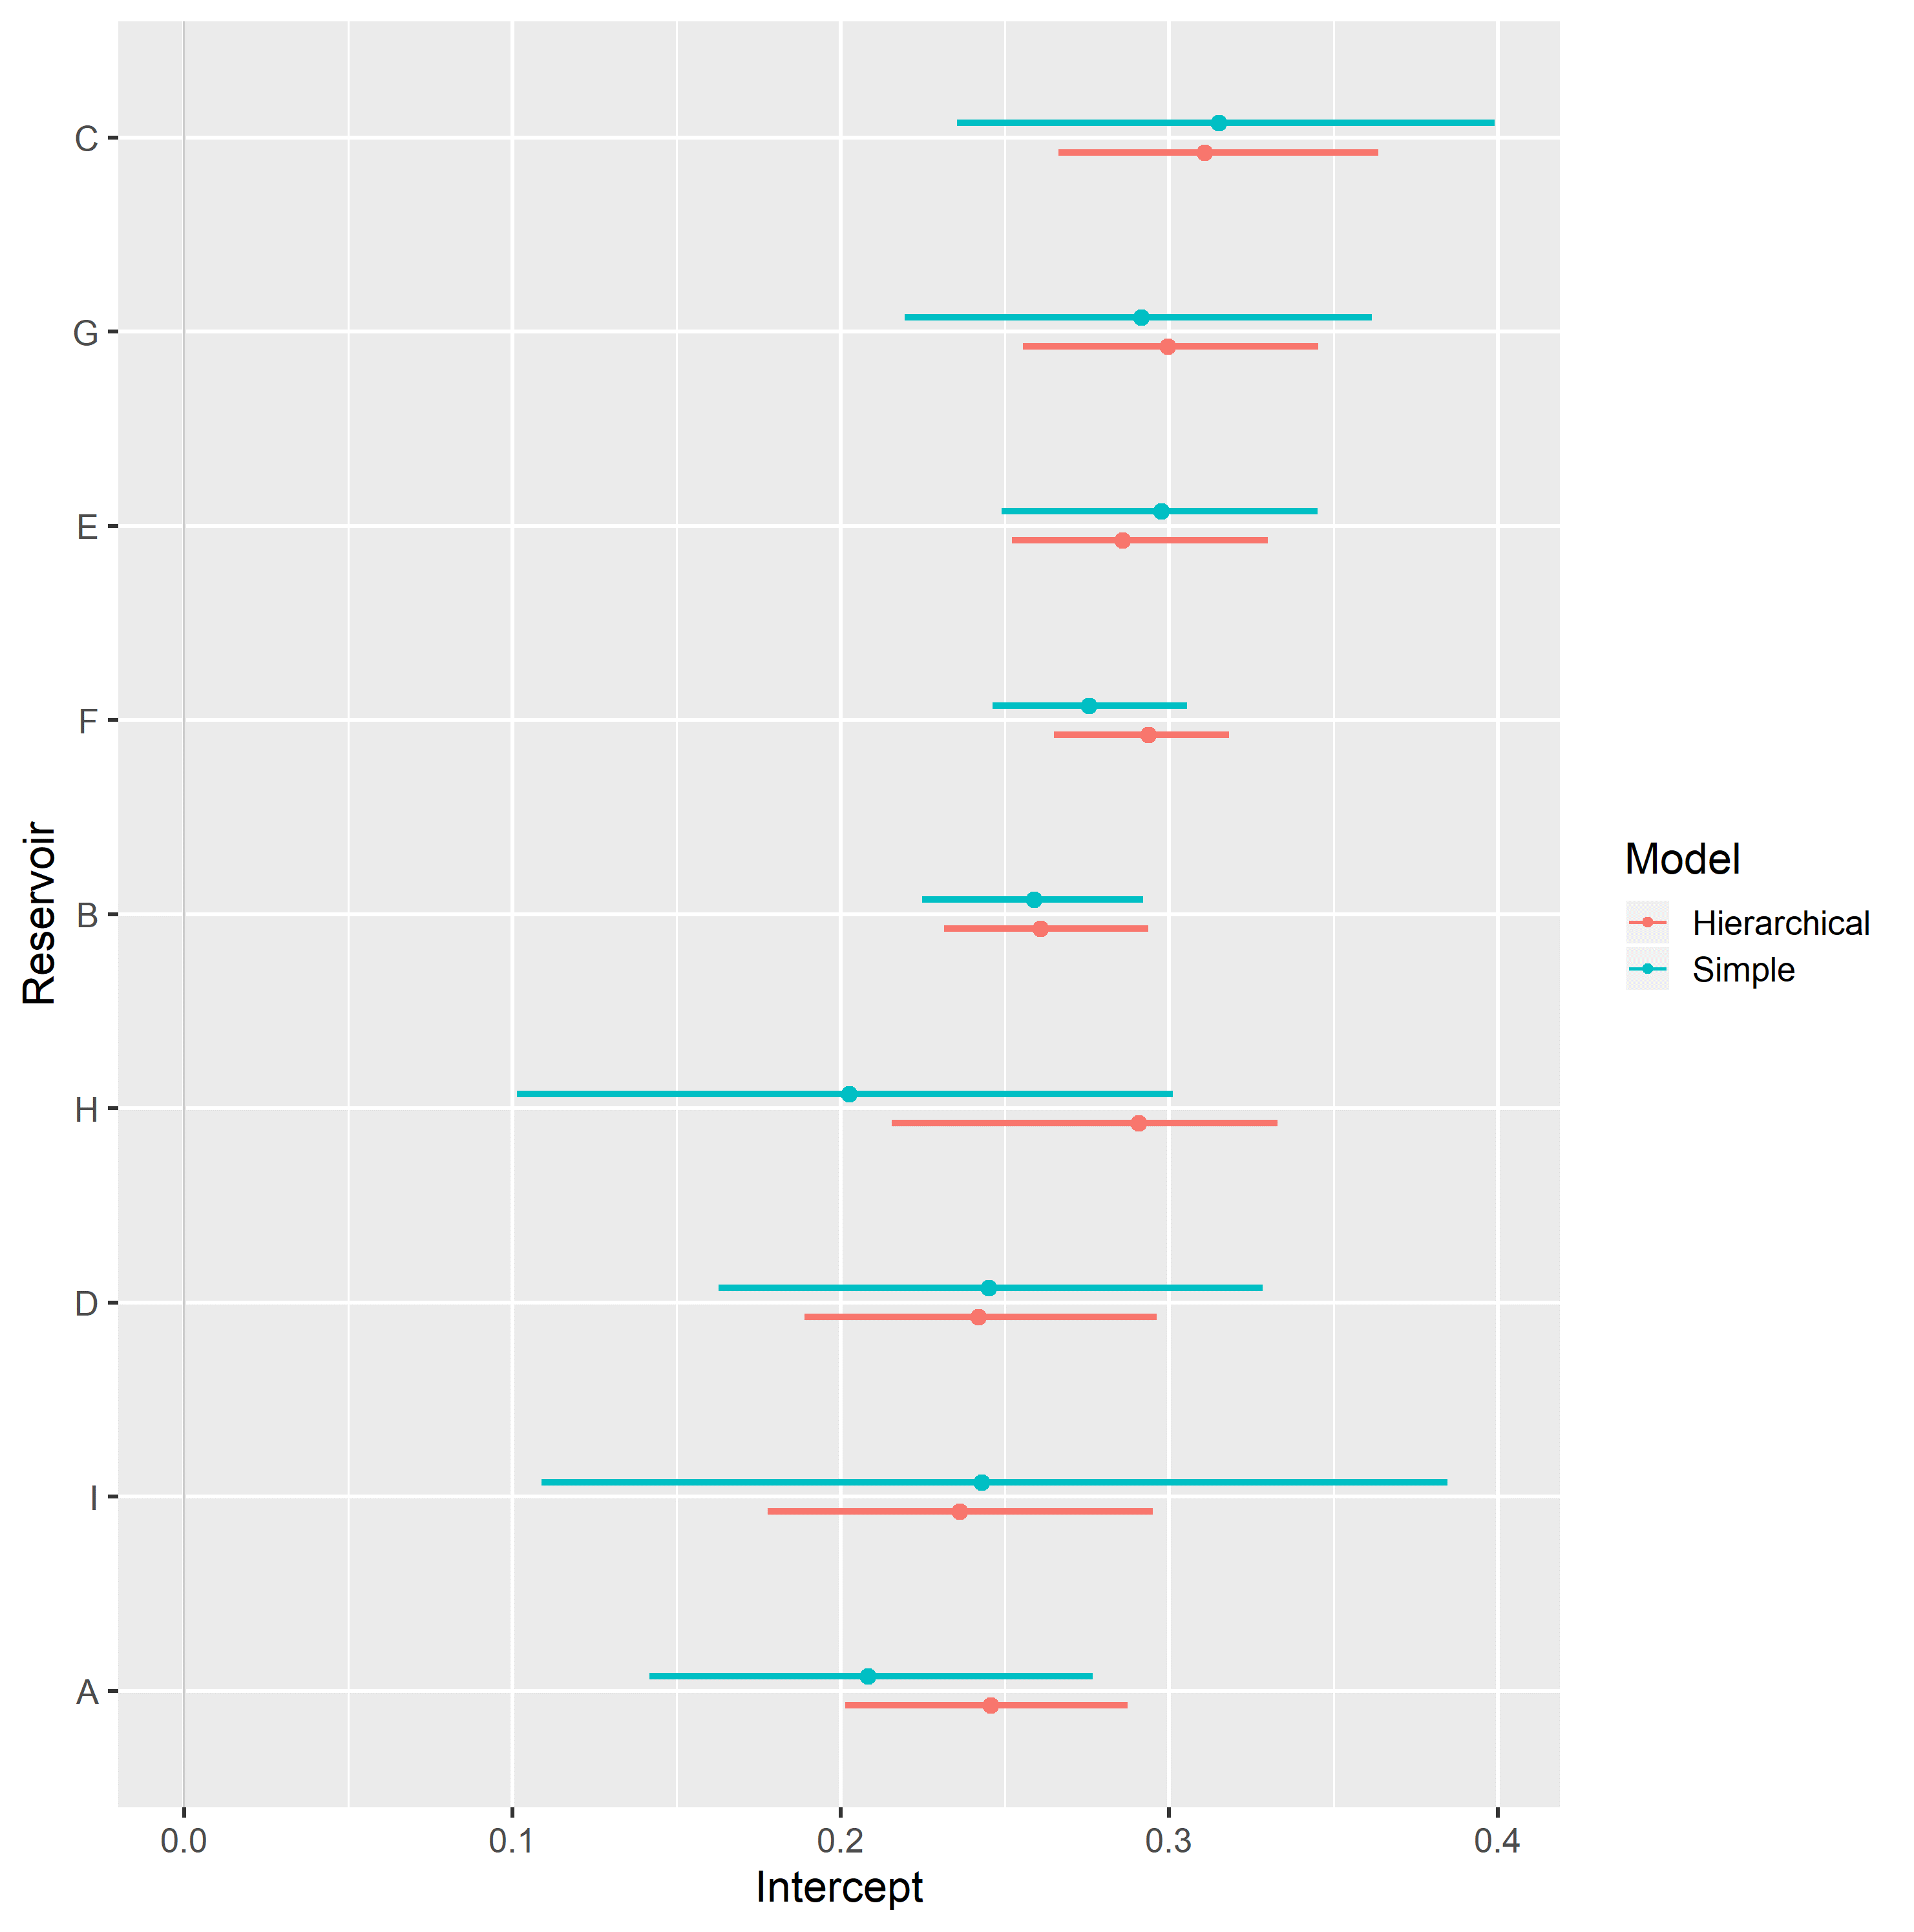 Reservoir
C
G
E
F
B
H
D
I
A
0.0 0.1 0.2 0.3 0.4
Intercept
Model
Hierarchical
Simple